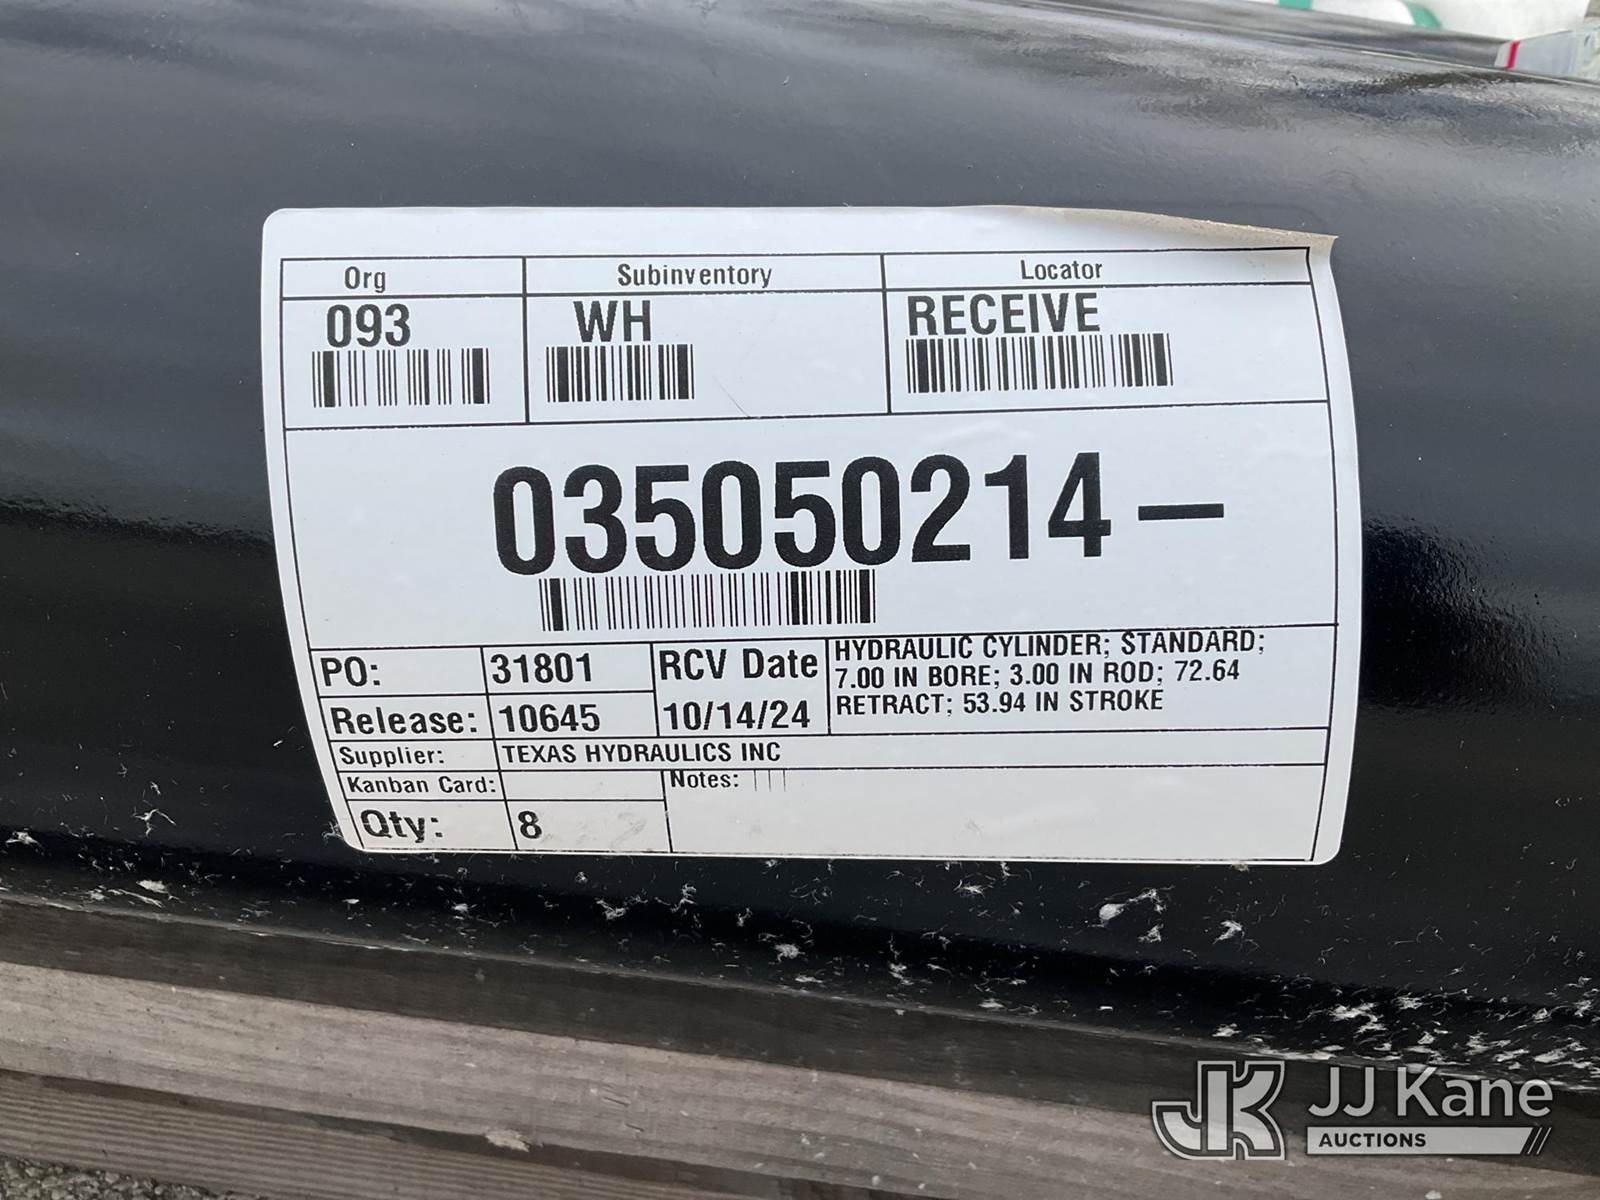 Org Subinventory Locator
093 WH RECEIVE
035050214-
PO: 31801 RCV Date
Release: 10645 10/14/24
HYDRAULIC CYLINDER; STANDARD;
7.00 IN BORE; 3.00 IN ROD; 72.64
RETRACT; 53.94 IN STROKE
Supplier: TEXAS HYDRAULICS INC
Kanban Card: Notes:
Qty: 8
JK JJ Kane
AUCTIONS